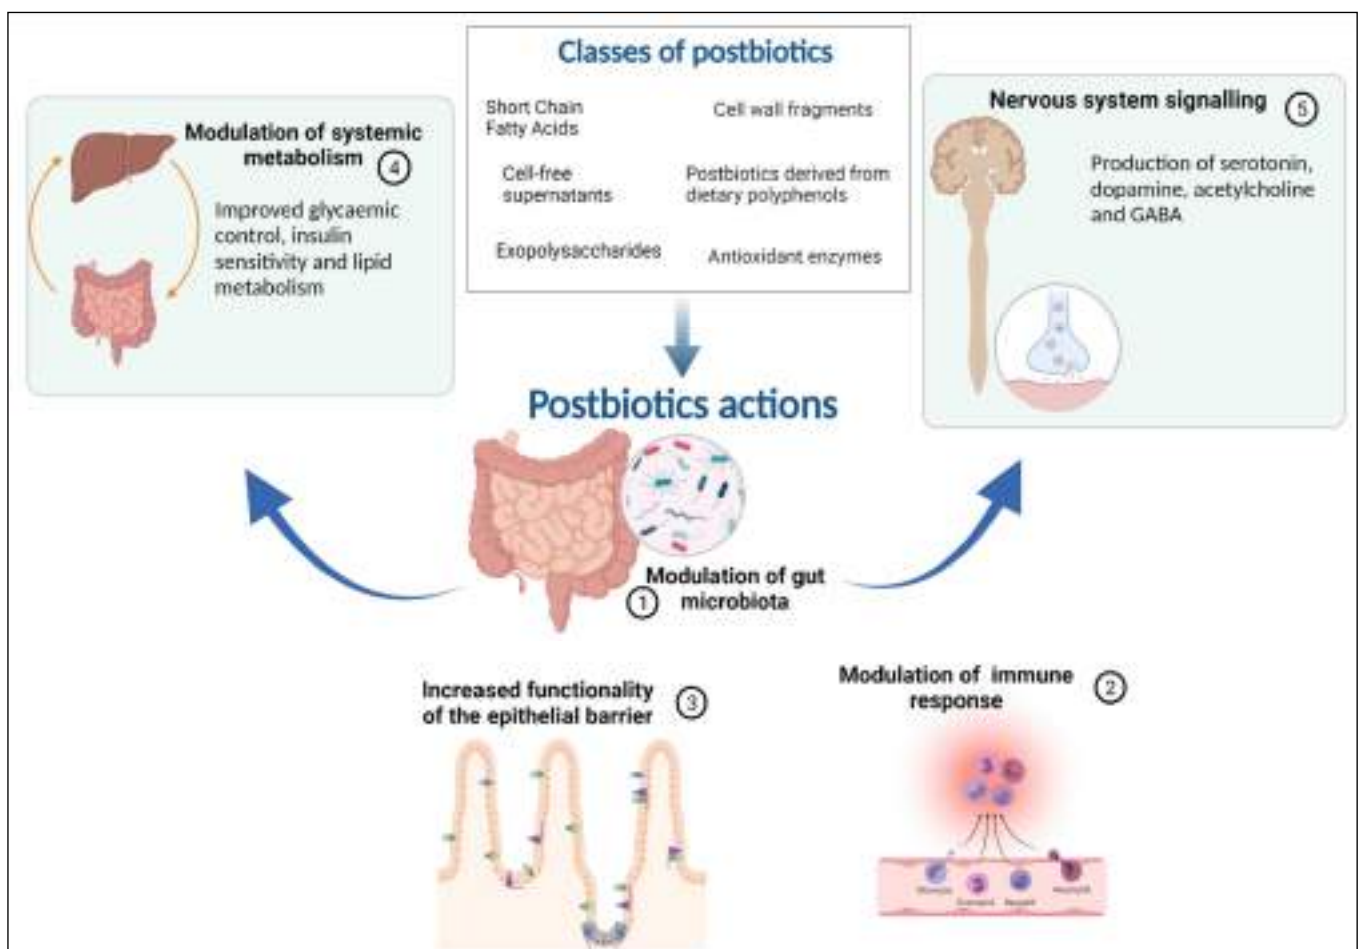 Classes of postbiotics
Short Chain
Fatty Acids
Cell wall fragments
Cell-free
supernatants
Postbiotics derived from
dietary polyphenols
Exopolysaccharides
Antioxidant enzymes
Modulation of systemic
metabolism 4
Improved glycaemic
control, insulin
sensitivity and lipid
metabolism
Nervous system signalling 5
Production of serotonin,
dopamine, acetylcholine
and GABA
Postbiotics actions
Modulation of gut
1 microbiota
Increased functionality
of the epithelial barrier 3
Modulation of immune
response 2